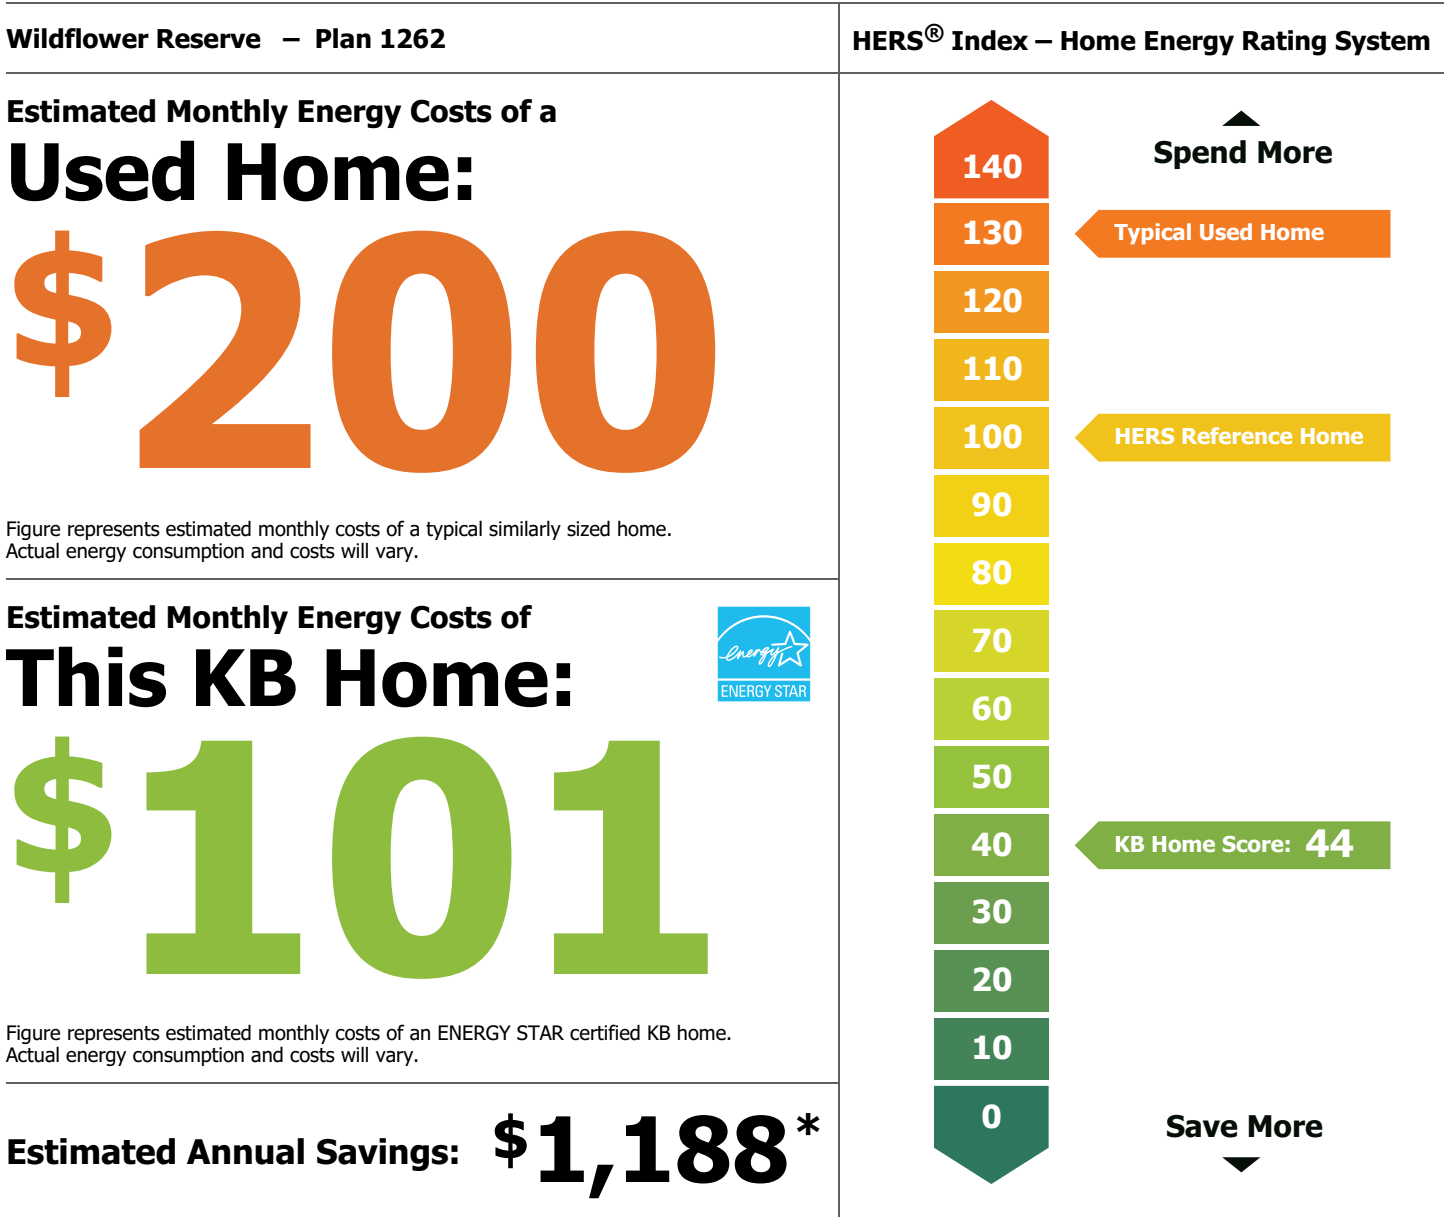 Wildflower Reserve – Plan 1262
Estimated Monthly Energy Costs of a
Used Home:
$200
Figure represents estimated monthly costs of a typical similarly sized home.
Actual energy consumption and costs will vary.
Estimated Monthly Energy Costs of
This KB Home:
energy
ENERGY STAR
$101
Figure represents estimated monthly costs of an ENERGY STAR certified KB home.
Actual energy consumption and costs will vary.
Estimated Annual Savings: $1,188*
HERS® Index – Home Energy Rating System
Spend More
140
130 Typical Used Home
120
110
100 HERS Reference Home
90
80
70
60
50
40 KB Home Score: 44
30
20
10
0
Save More